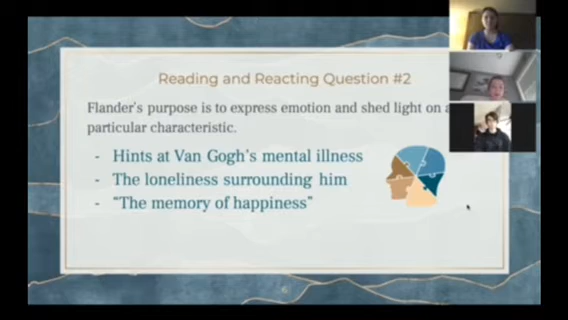 Reading and Reacting Question #2
Flander's purpose is to express emotion and shed light on a
particular characteristic.
- Hints at Van Gogh's mental illness
- The loneliness surrounding him
- "The memory of happiness"
6